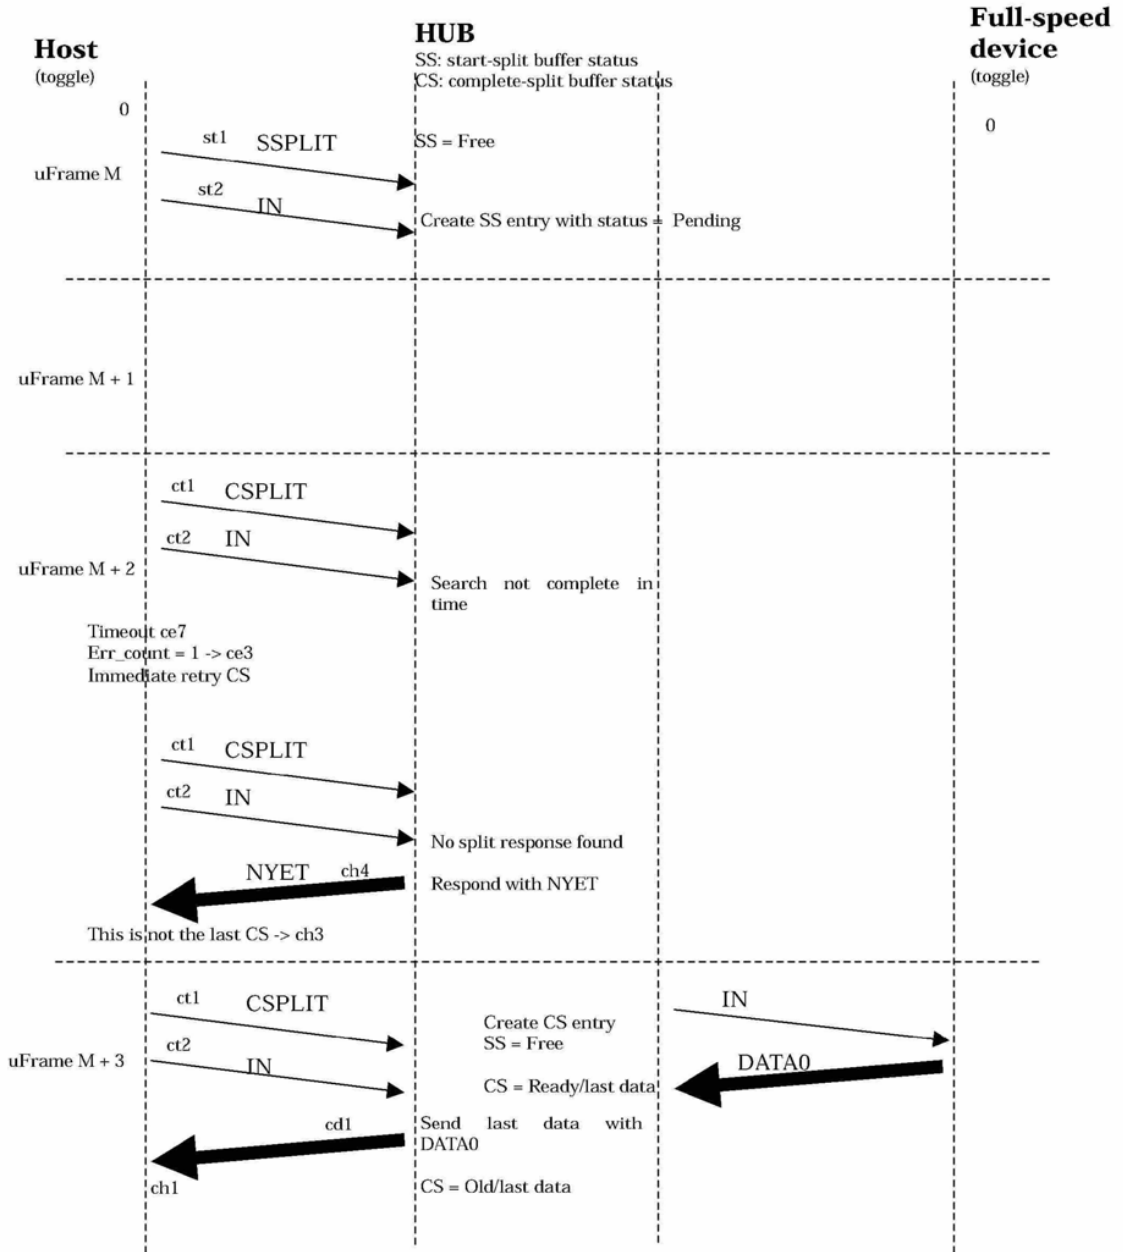 Host
(toggle)
HUB
SS: start-split buffer status
CS: complete-split buffer status
Full-speed
device
(toggle)
0
0
st1 SSPLIT
SS = Free
uFrame M
st2 IN
Create SS entry with status = Pending
uFrame M + 1
ct1 CSPLIT
ct2 IN
uFrame M + 2
Search not complete in
time
Timeout ce7
Err_count = 1 -> ce3
Immediate retry CS
ct1 CSPLIT
ct2 IN
No split response found
NYET ch4
Respond with NYET
This is not the last CS -> ch3
ct1 CSPLIT
IN
Create CS entry
SS = Free
ct2 IN
uFrame M + 3
DATA0
CS = Ready/last data
cd1
Send last data with
DATA0
ch1
CS = Old/last data